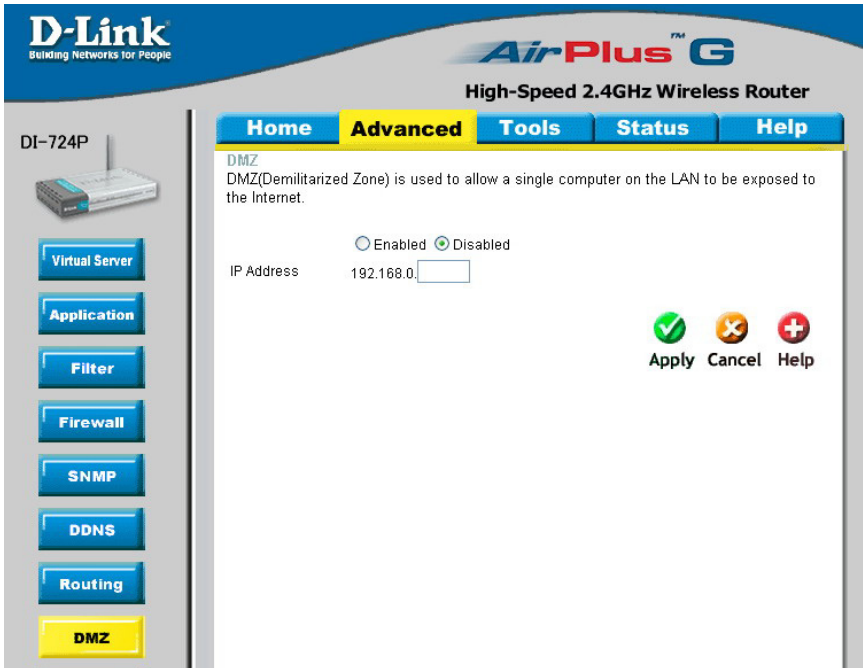 D-Link
Building Networks for People
AirPlus™G
High-Speed 2.4GHz Wireless Router
DI-724P
Home
Advanced
Tools
Status
Help
DMZ
DMZ(Demilitarized Zone) is used to allow a single computer on the LAN to be exposed to
the Internet.
Enabled Disabled
IP Address 192.168.0.
Apply Cancel Help
Virtual Server
Application
Filter
Firewall
SNMP
DDNS
Routing
DMZ